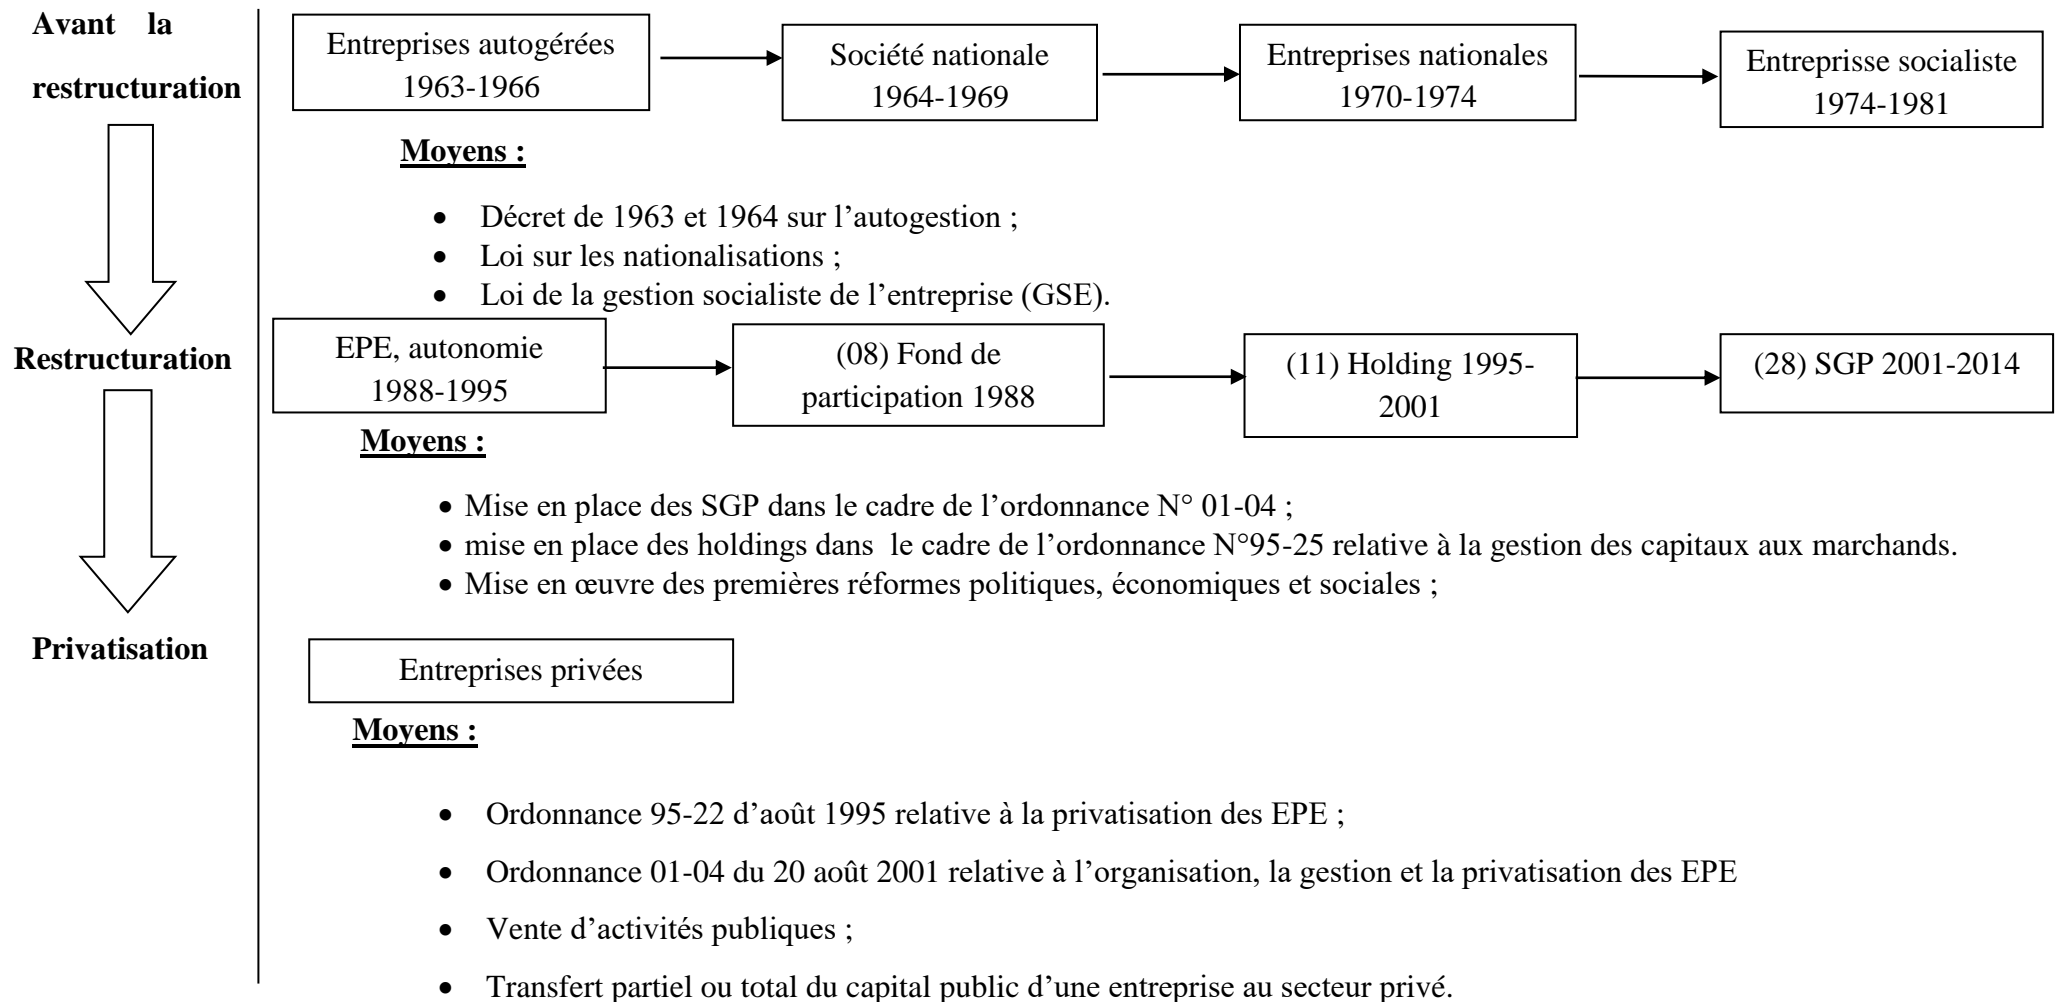 Avant la
restructuration
Entreprises autogérées
1963-1966
Société nationale
1964-1969
Entreprises nationales
1970-1974
Entreprisse socialiste
1974-1981
Moyens :
• Décret de 1963 et 1964 sur l’autogestion ;
• Loi sur les nationalisations ;
• Loi de la gestion socialiste de l’entreprise (GSE).
Restructuration
EPE, autonomie
1988-1995
(08) Fond de
participation 1988
(11) Holding 1995-
2001
(28) SGP 2001-2014
Moyens :
• Mise en place des SGP dans le cadre de l’ordonnance N° 01-04 ;
• mise en place des holdings dans le cadre de l’ordonnance N°95-25 relative à la gestion des capitaux aux marchands.
• Mise en œuvre des premières réformes politiques, économiques et sociales ;
Privatisation
Entreprises privées
Moyens :
• Ordonnance 95-22 d’août 1995 relative à la privatisation des EPE ;
• Ordonnance 01-04 du 20 août 2001 relative à l’organisation, la gestion et la privatisation des EPE
• Vente d’activités publiques ;
• Transfert partiel ou total du capital public d’une entreprise au secteur privé.